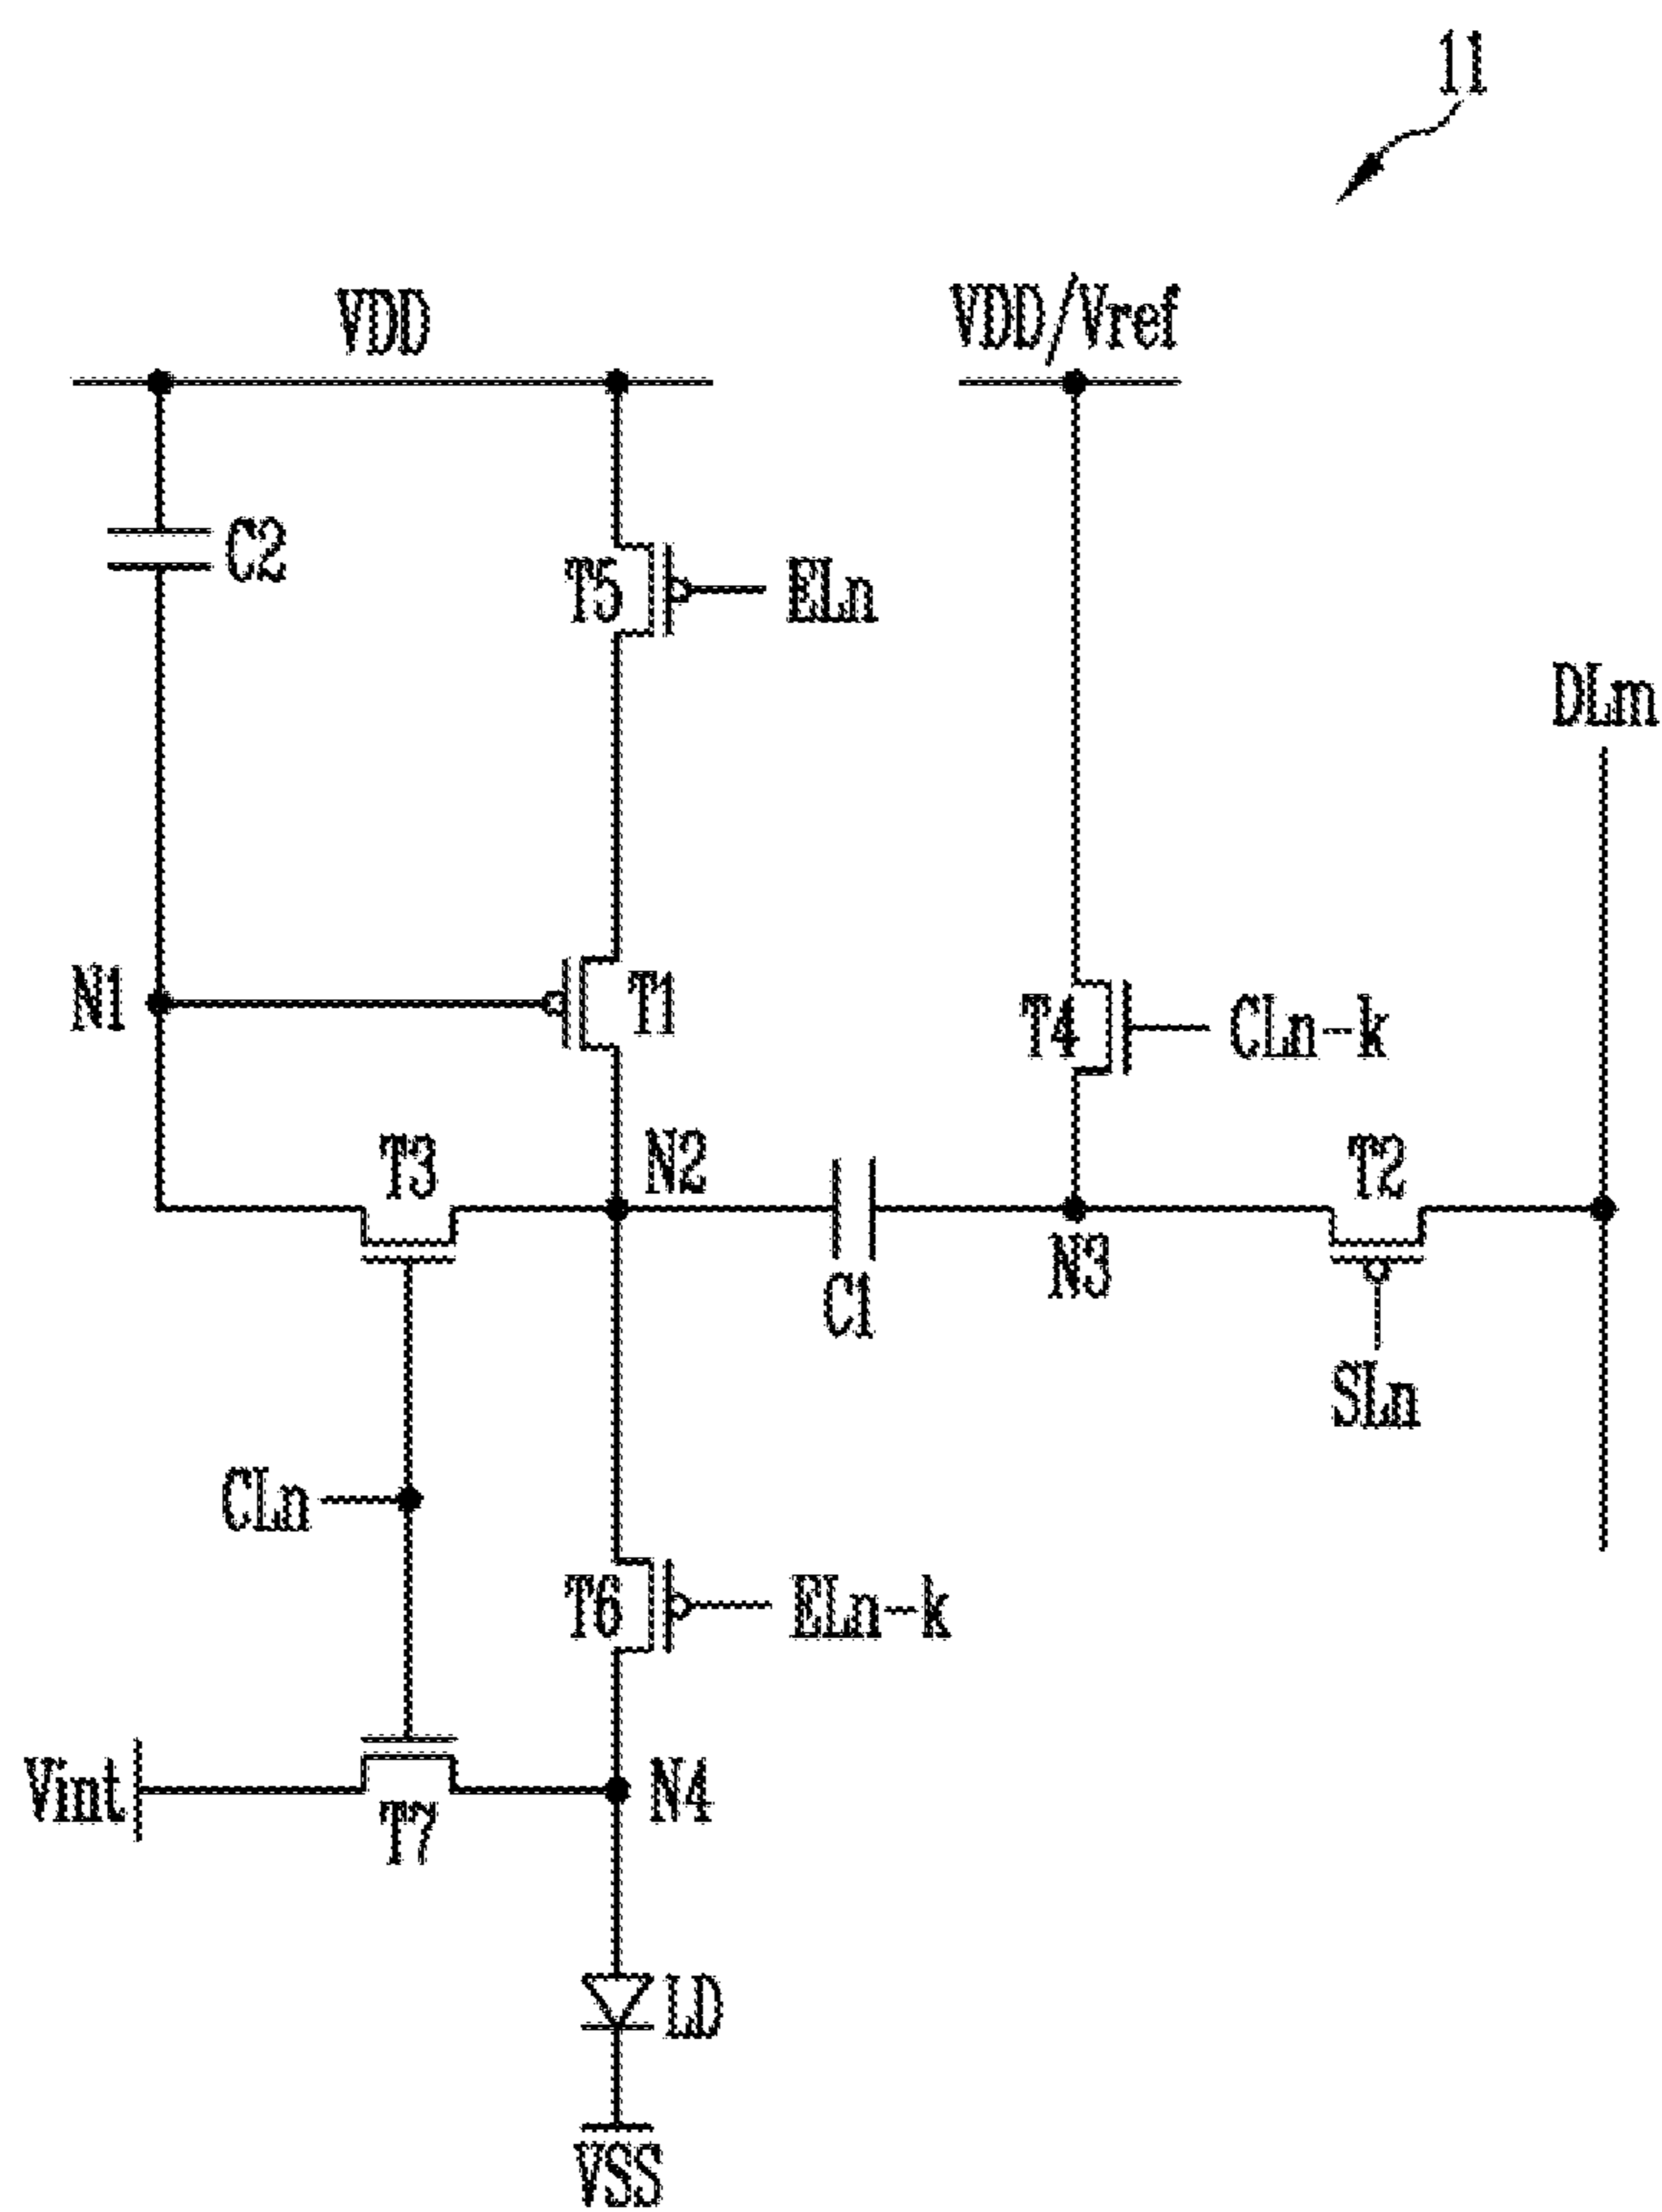 11
VDD
VDD/Vref
C2
T5
ELn
DLm
N1
T1
T4
CLn-k
T3
N2
T2
C1
N3
SLn
CLn
T6
ELn-k
Vint
T7
N4
LD
VSS